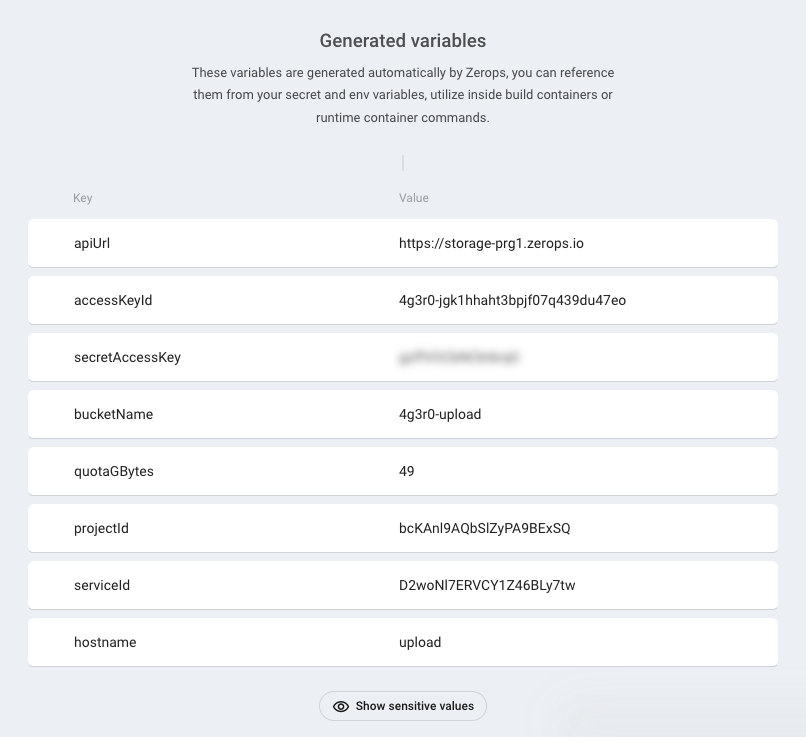 Generated variables
These variables are generated automatically by Zerops, you can reference
them from your secret and env variables, utilize inside build containers or
runtime container commands.
Key Value
apiUrl https://storage-prg1.zerops.io
accessKeyId 4g3r0-jgk1hhaht3bpjf07q439du47eo
secretAccessKey
bucketName 4g3r0-upload
quotaGBytes 49
projectId bcKAnl9AQbSlZyPA9BExSQ
serviceId D2woNl7ERVCY1Z46BLy7tw
hostname upload
Show sensitive values